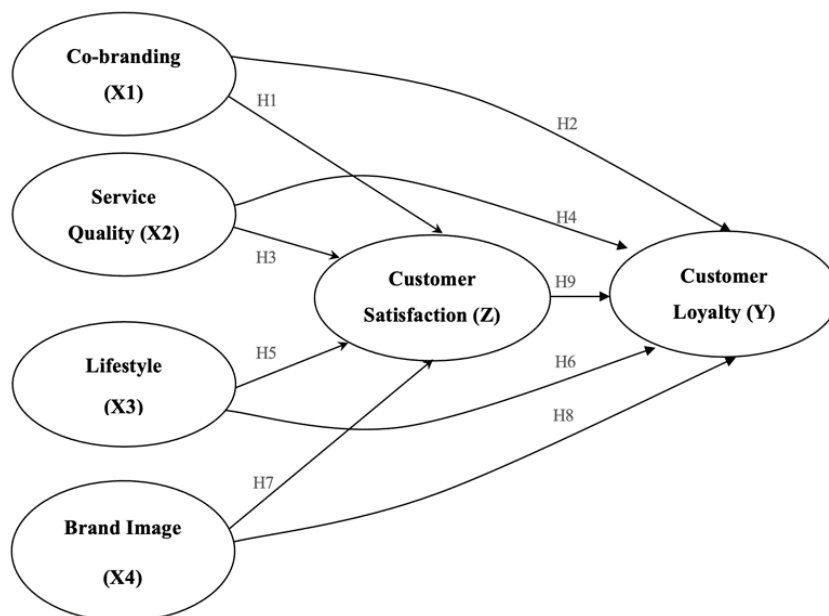 Co-branding
(X1)
H1
H2
Service
Quality (X2)
H3
H4
Customer
Satisfaction (Z)
H9
Customer
Loyalty (Y)
Lifestyle
(X3)
H5
H6
H7
H8
Brand Image
(X4)